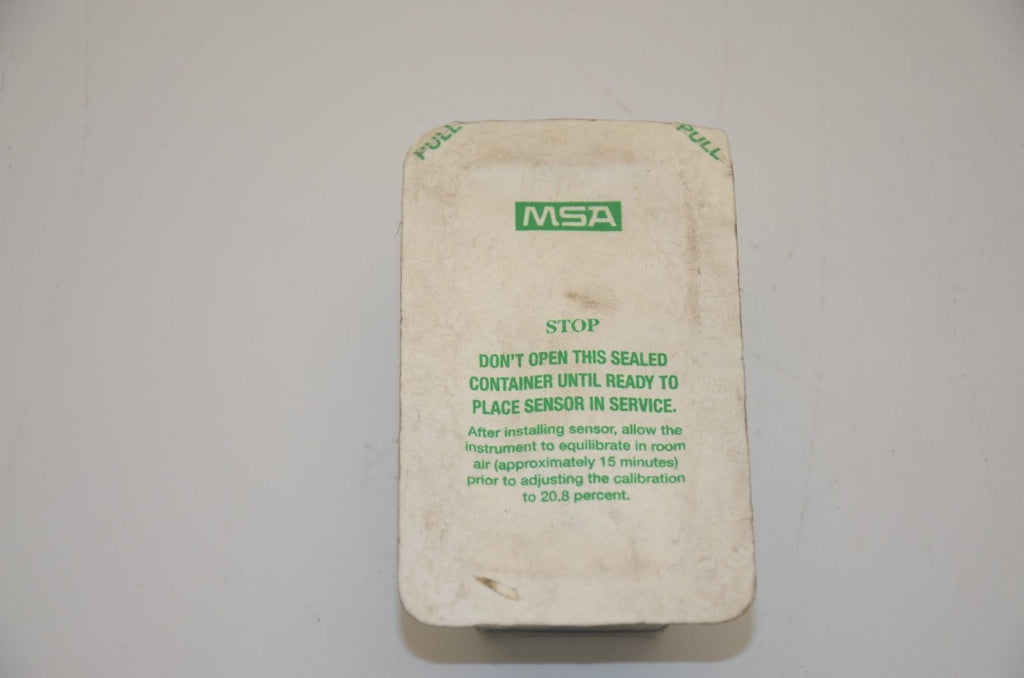 PULL
PULL
MSA
STOP
DON'T OPEN THIS SEALED
CONTAINER UNTIL READY TO
PLACE SENSOR IN SERVICE.
After installing sensor, allow the
instrument to equilibrate in room
air (approximately 15 minutes)
prior to adjusting the calibration
to 20.8 percent.